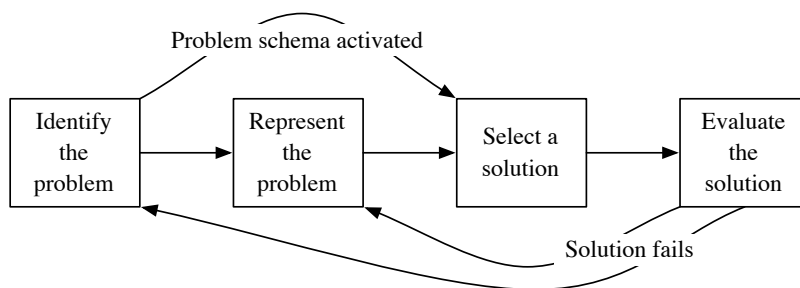 Problem schema activated
Identify
the
problem
Represent
the
problem
Select a
solution
Evaluate
the
solution
Solution fails